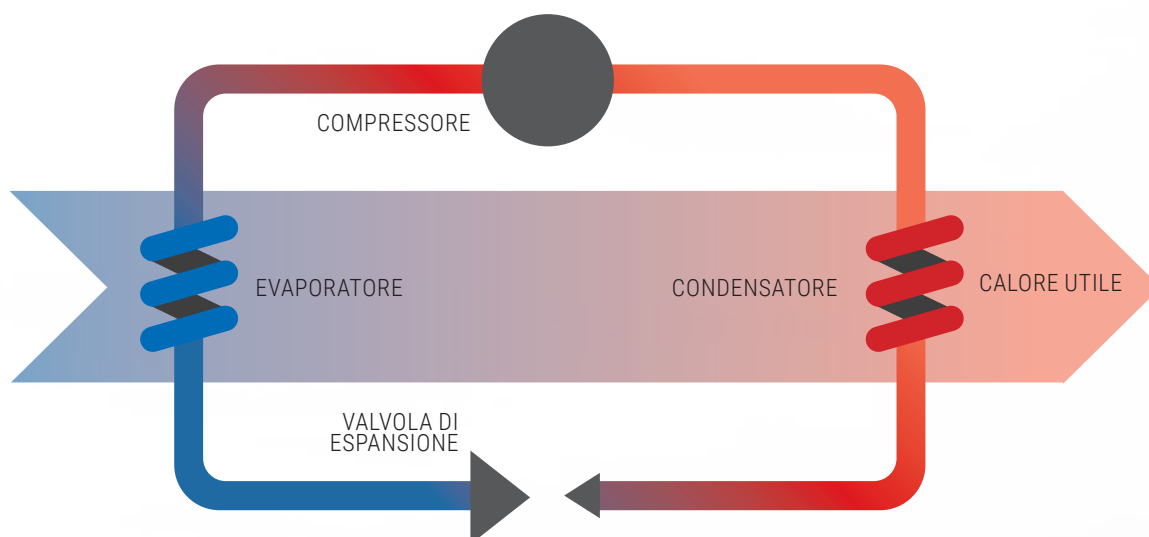 COMPRESSORE
EVAPORATORE
CONDENSATORE
CALORE UTILE
VALVOLA DI
ESPANSIONE